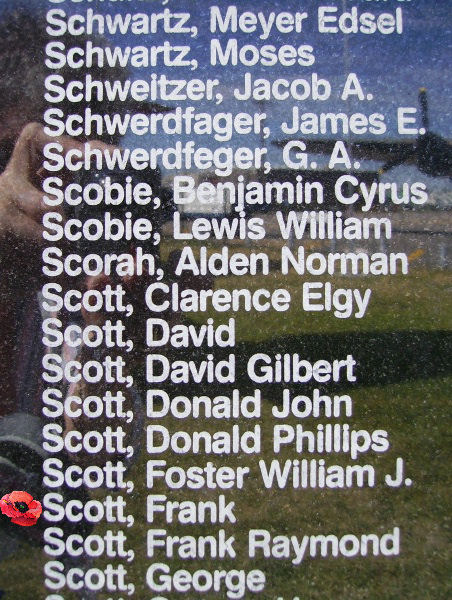 Schwartz, Meyer Edsel
Schwartz, Moses
Schweitzer, Jacob A.
Schwerdfager, James E.
Schwerdfeger, G. A.
Scobie, Benjamin Cyrus
Scobie, Lewis William
Scorah, Alden Norman
Scott, Clarence Elgy
Scott, David
Scott, David Gilbert
Scott, Donald John
Scott, Donald Phillips
Scott, Foster William J.
Scott, Frank
Scott, Frank Raymond
Scott, George